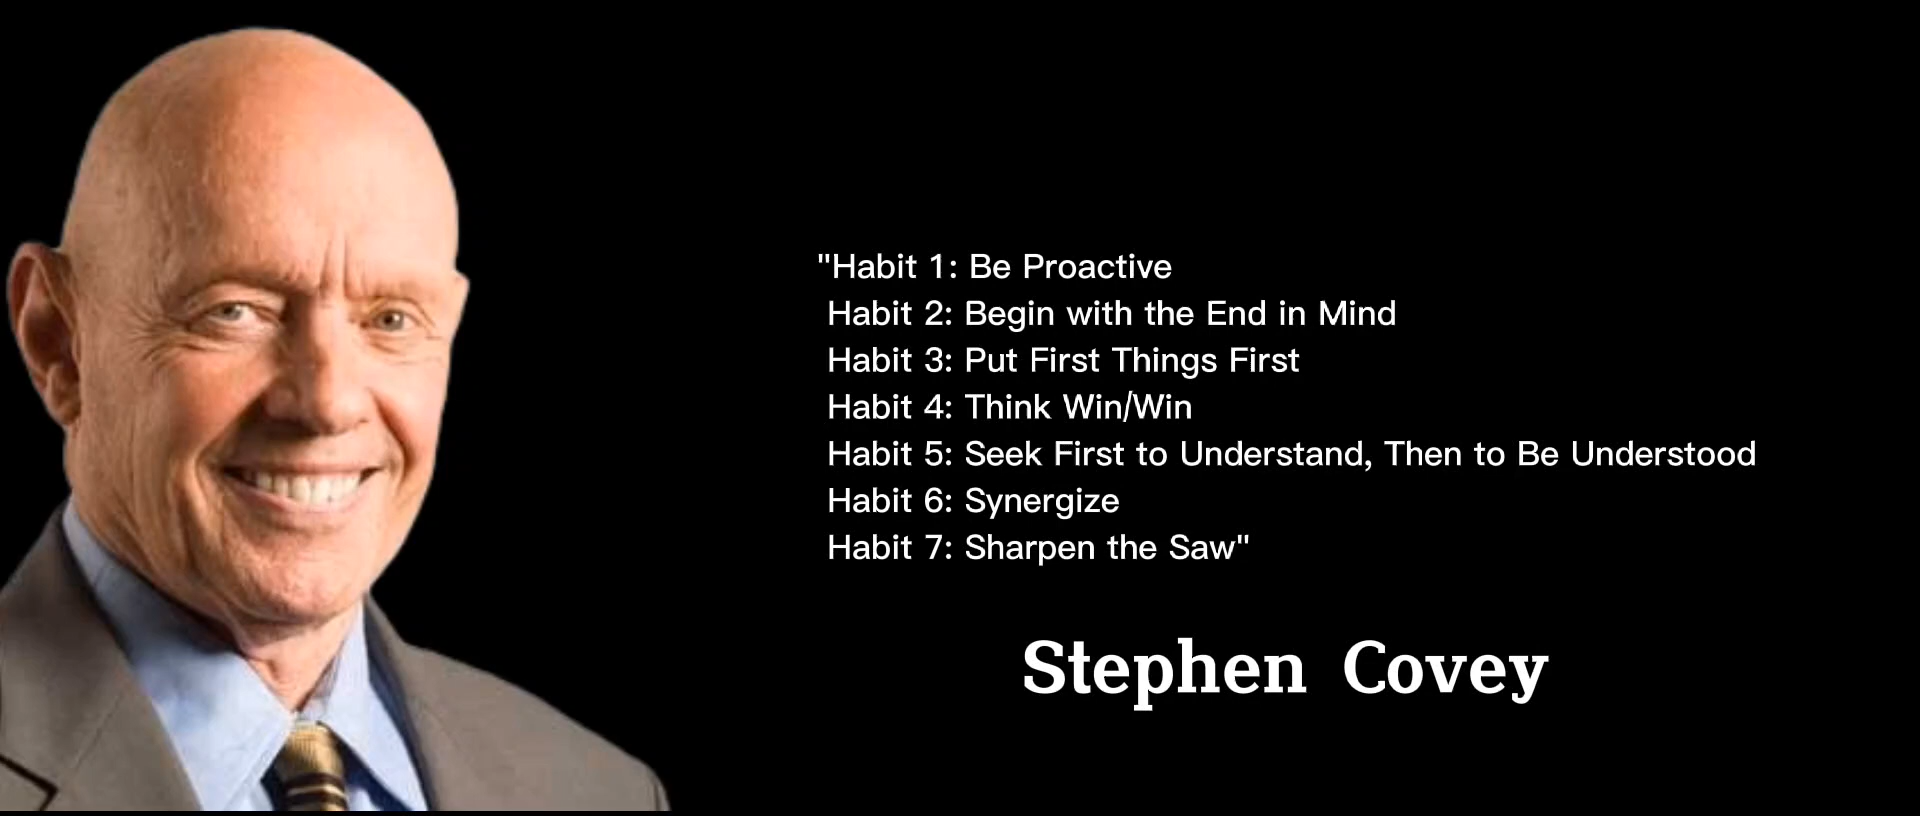 "Habit 1: Be Proactive
Habit 2: Begin with the End in Mind
Habit 3: Put First Things First
Habit 4: Think Win/Win
Habit 5: Seek First to Understand, Then to Be Understood
Habit 6: Synergize
Habit 7: Sharpen the Saw"
Stephen Covey